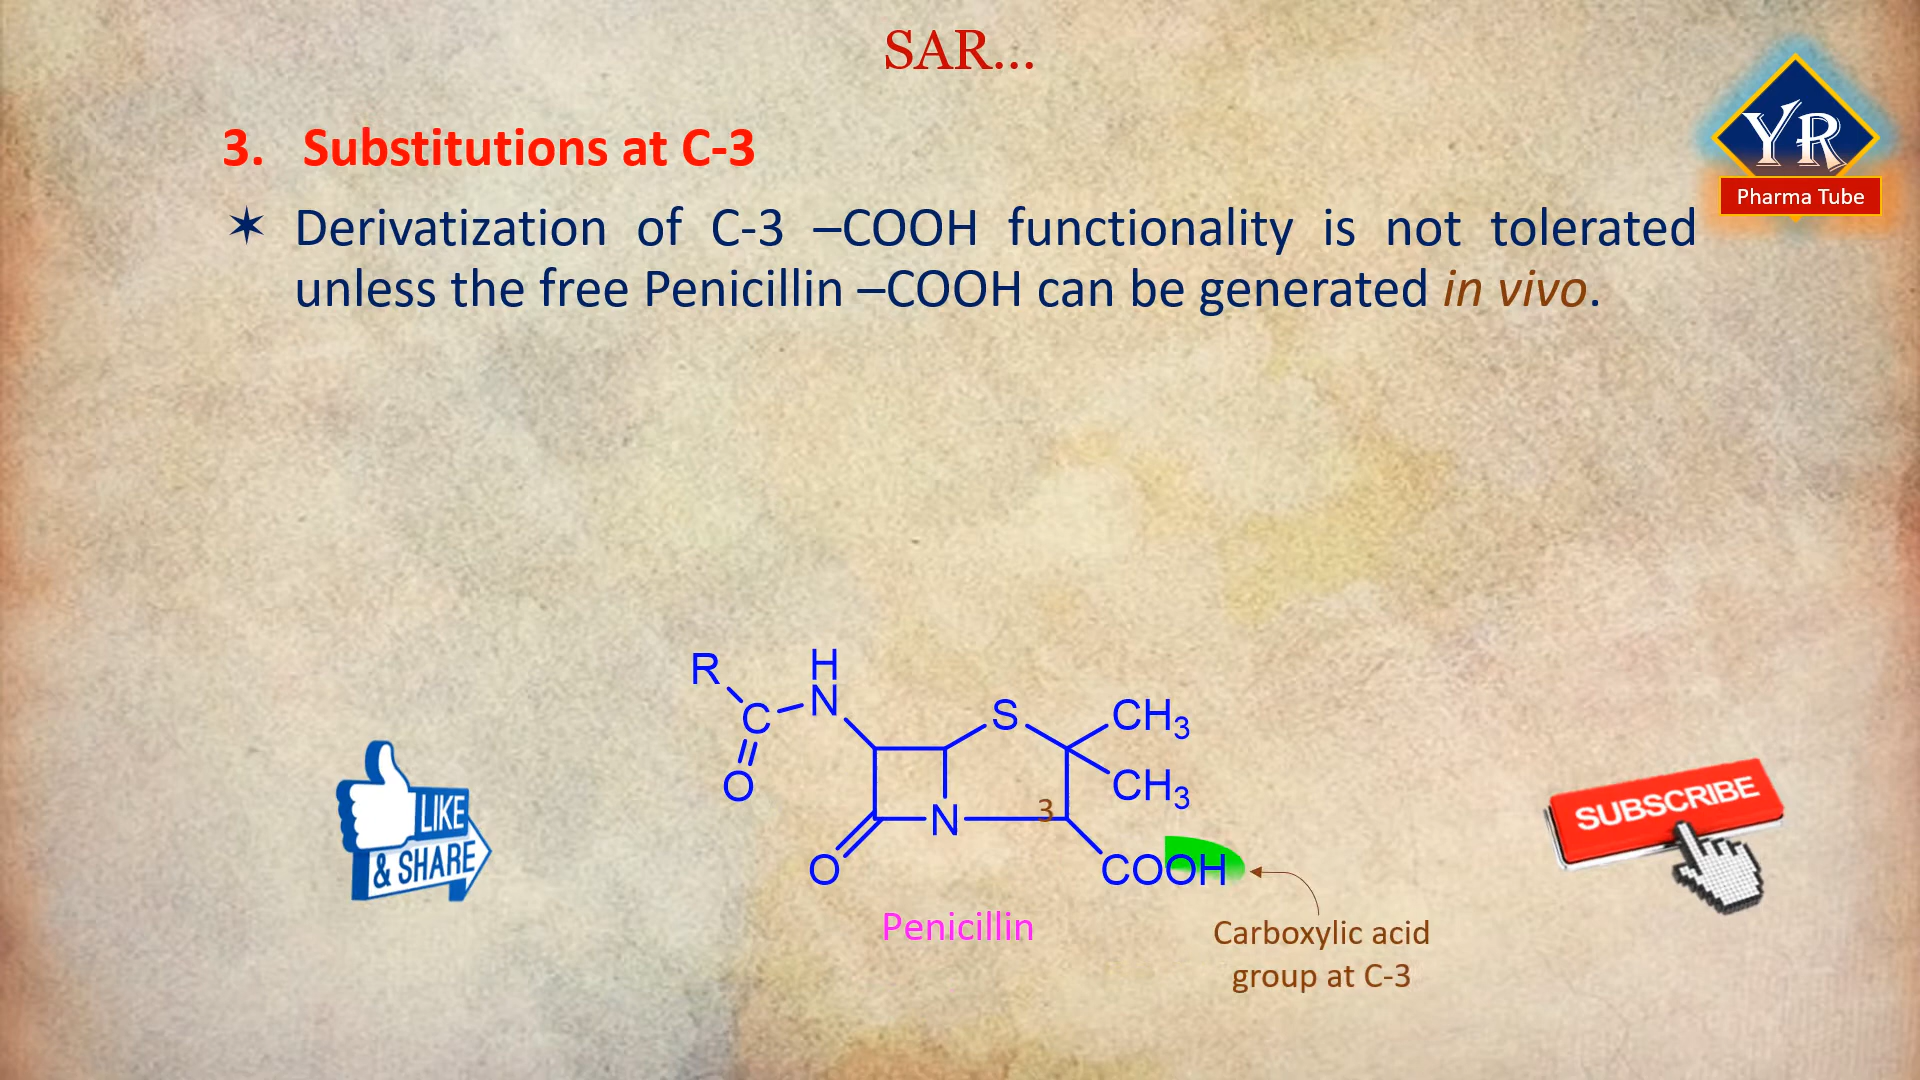 SAR...
3. Substitutions at C-3
YR
Pharma Tube
✶ Derivatization of C-3 –COOH functionality is not tolerated
unless the free Penicillin –COOH can be generated in vivo.
R
H
N
C
O
S
CH3
CH3
N
3
O
COOH
Penicillin
Carboxylic acid
group at C-3
LIKE
& SHARE
SUBSCRIBE